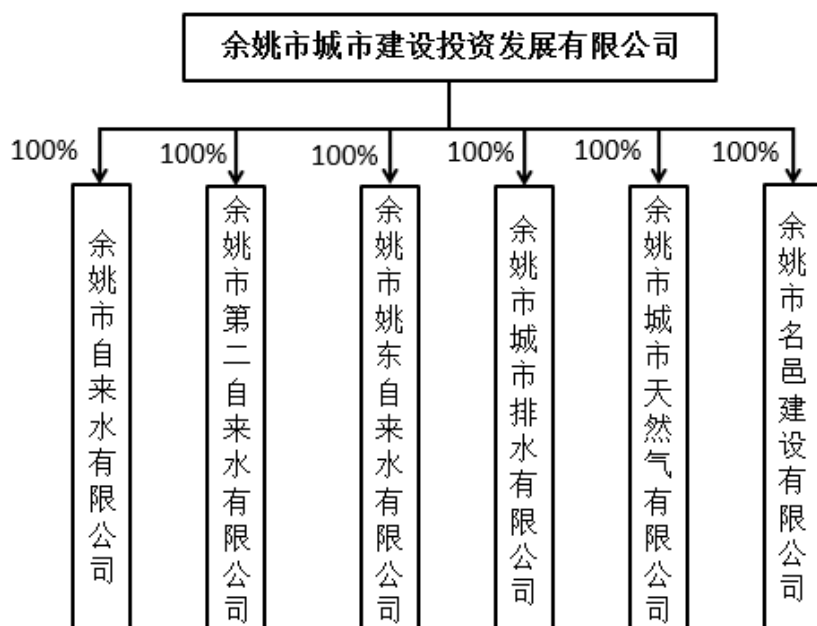 余姚市城市建设投资发展有限公司
100%
100%
100%
100%
100%
100%
余姚市自来水有限公司
余姚市第二自来水有限公司
余姚市姚东自来水有限公司
余姚市城市排水有限公司
余姚市城市天然气有限公司
余姚市名邑建设有限公司